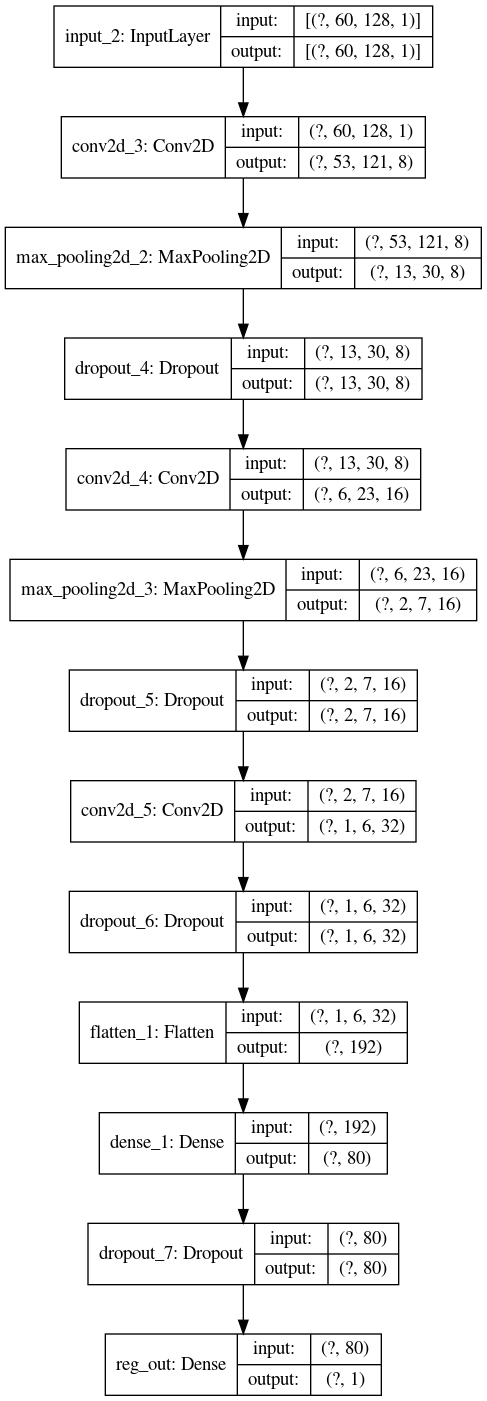 input_2: InputLayer
input: [(?, 60, 128, 1)]
output: [(?, 60, 128, 1)]
conv2d_3: Conv2D
input: (?, 60, 128, 1)
output: (?, 53, 121, 8)
max_pooling2d_2: MaxPooling2D
input: (?, 53, 121, 8)
output: (?, 13, 30, 8)
dropout_4: Dropout
input: (?, 13, 30, 8)
output: (?, 13, 30, 8)
conv2d_4: Conv2D
input: (?, 13, 30, 8)
output: (?, 6, 23, 16)
max_pooling2d_3: MaxPooling2D
input: (?, 6, 23, 16)
output: (?, 2, 7, 16)
dropout_5: Dropout
input: (?, 2, 7, 16)
output: (?, 2, 7, 16)
conv2d_5: Conv2D
input: (?, 2, 7, 16)
output: (?, 1, 6, 32)
dropout_6: Dropout
input: (?, 1, 6, 32)
output: (?, 1, 6, 32)
flatten_1: Flatten
input: (?, 1, 6, 32)
output: (?, 192)
dense_1: Dense
input: (?, 192)
output: (?, 80)
dropout_7: Dropout
input: (?, 80)
output: (?, 80)
reg_out: Dense
input: (?, 80)
output: (?, 1)